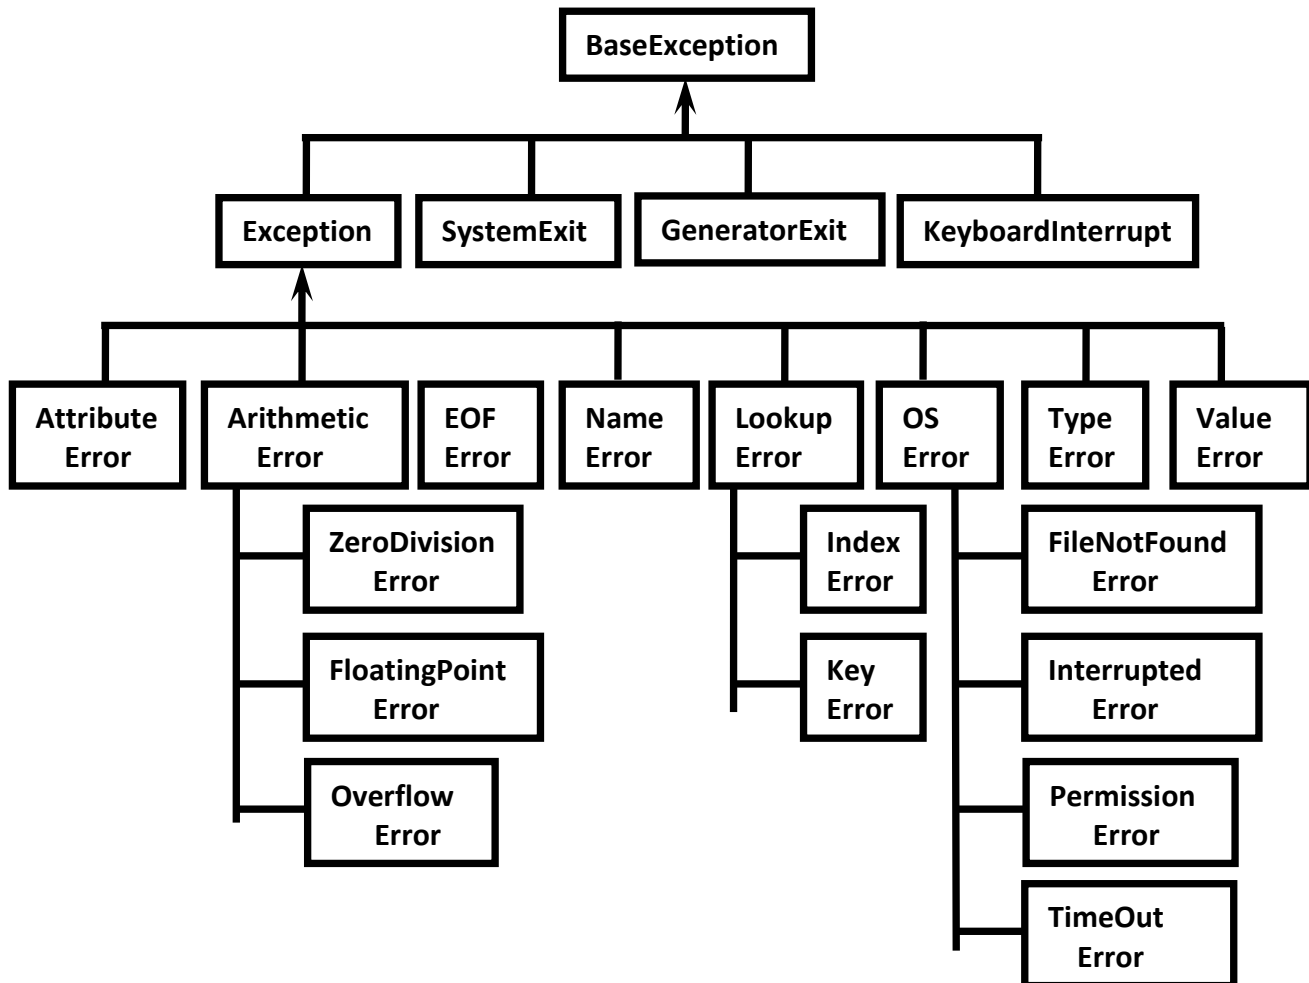 BaseException
Exception
SystemExit
GeneratorExit
KeyboardInterrupt
Attribute
Error
Arithmetic
Error
EOF
Error
Name
Error
Lookup
Error
OS
Error
Type
Error
Value
Error
ZeroDivision
Error
Index
Error
FileNotFound
Error
FloatingPoint
Error
Key
Error
Interrupted
Error
Overflow
Error
Permission
Error
TimeOut
Error